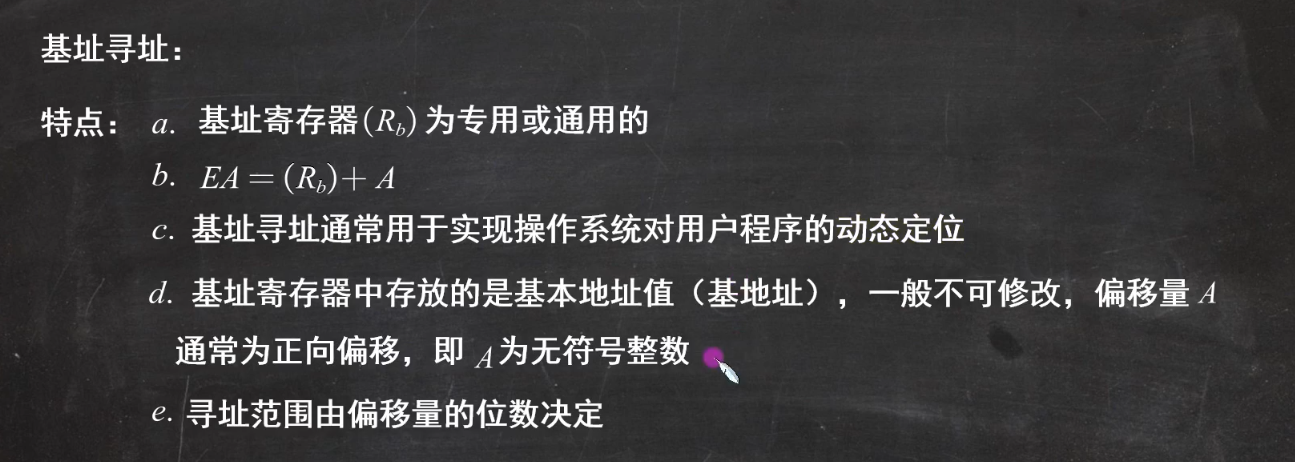 基址寻址：
特点： a. 基址寄存器(R_b)为专用或通用的
b. EA = (R_b)+ A
c. 基址寻址通常用于实现操作系统对用户程序的动态定位
d. 基址寄存器中存放的是基本地址值（基地址），一般不可修改，偏移量 A
通常为正向偏移，即 A 为无符号整数
e. 寻址范围由偏移量的位数决定